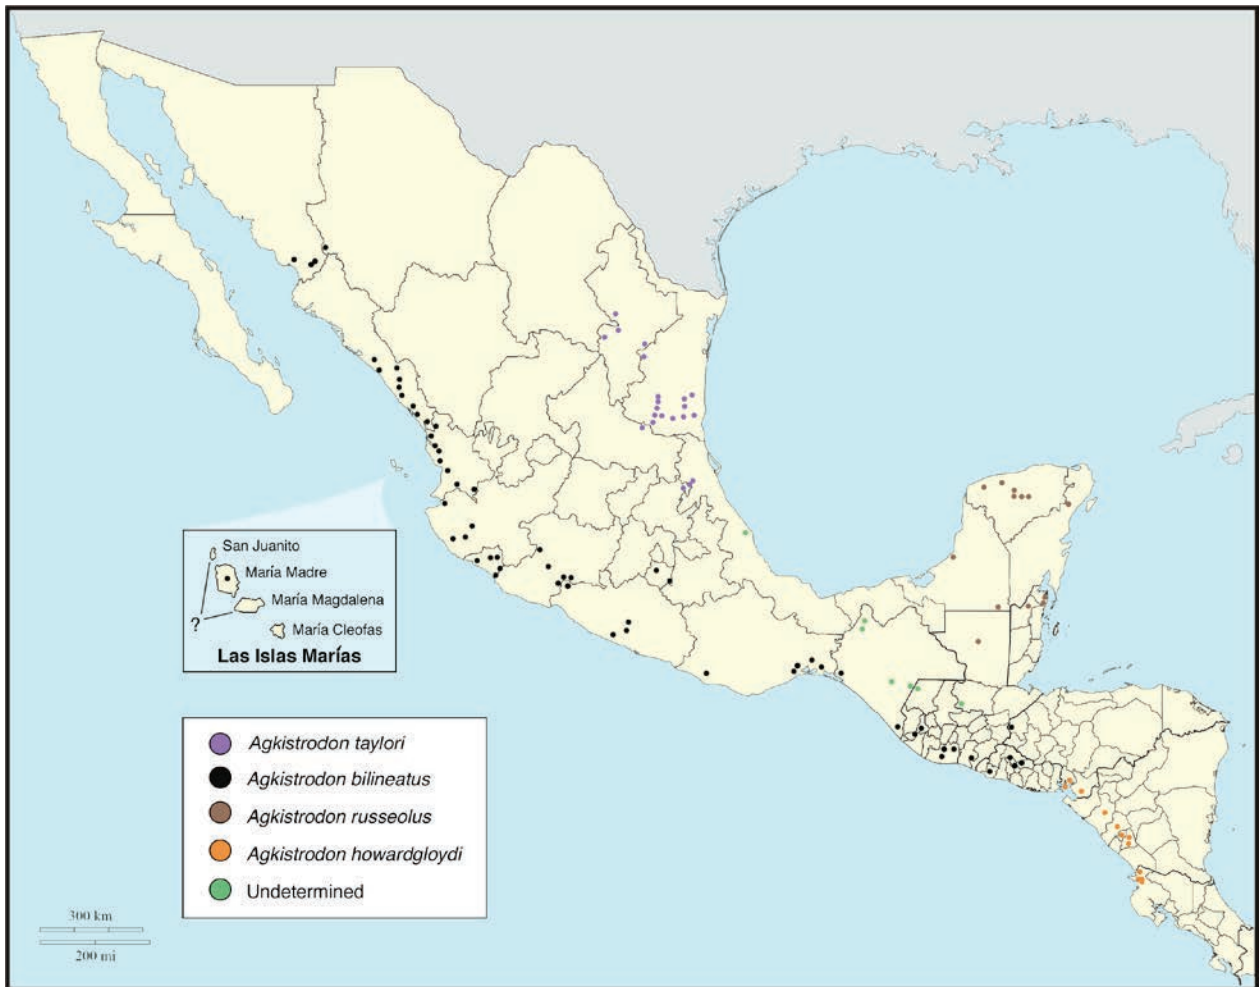 San Juanito
María Madre
María Magdalena
?
María Cleofas
Las Islas Marías
Agkistrodon taylori
Agkistrodon bilineatus
Agkistrodon russeolus
Agkistrodon howardgloydi
Undetermined
300 km
200 mi